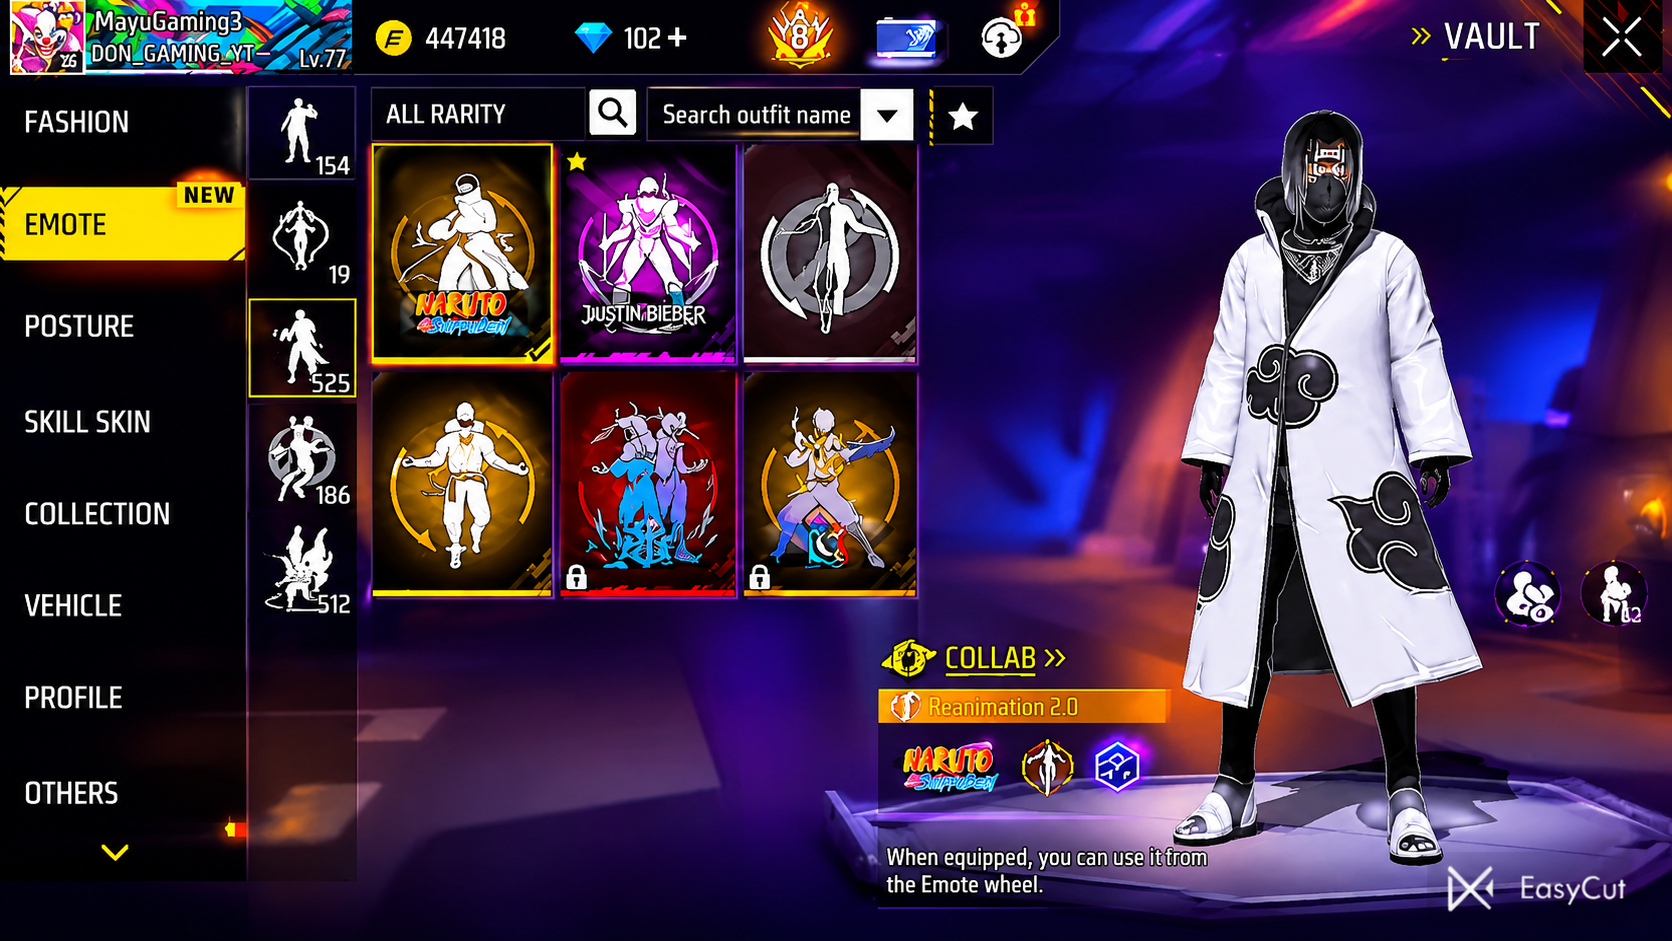 MayuGaming3
DON_GAMING_YT—
Lv.77
447418
102 +
8
VAULT
FASHION
EMOTE
NEW
POSTURE
SKILL SKIN
COLLECTION
VEHICLE
PROFILE
OTHERS
154
19
525
186
512
ALL RARITY
Search outfit name
NARUTO
SHIPPUDEN
JUSTIN BIEBER
COLLAB
Reanimation 2.0
NARUTO
SHIPPUDEN
When equipped, you can use it from
the Emote wheel.
EasyCut